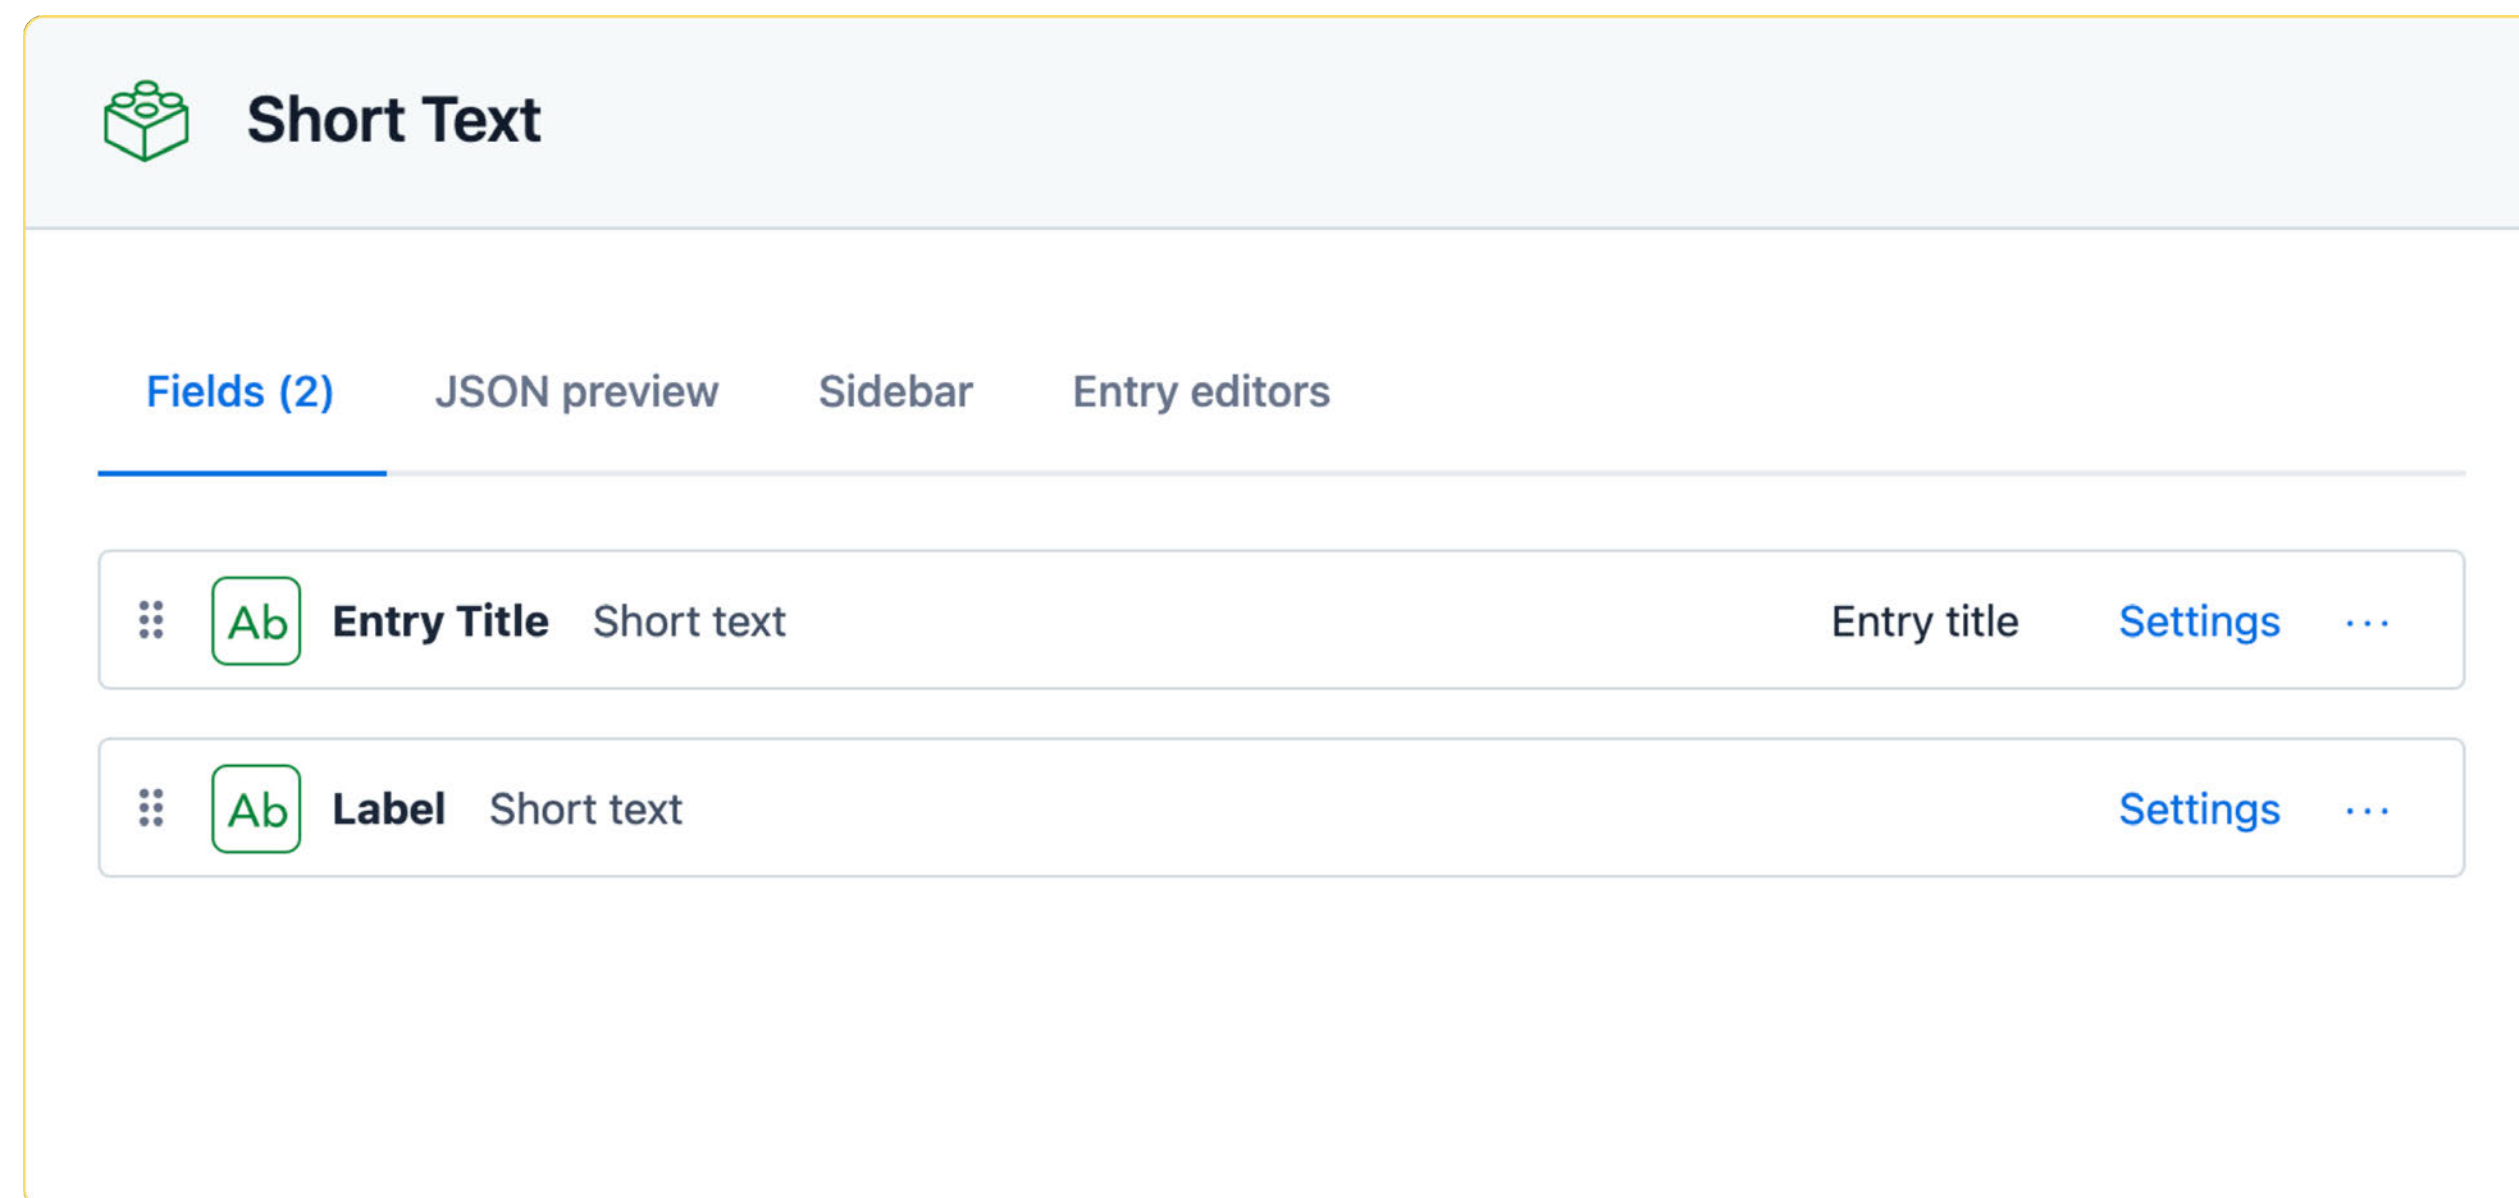 Short Text
Fields (2) JSON preview Sidebar Entry editors
Ab Entry Title Short text Entry title Settings ...
Ab Label Short text Settings ...